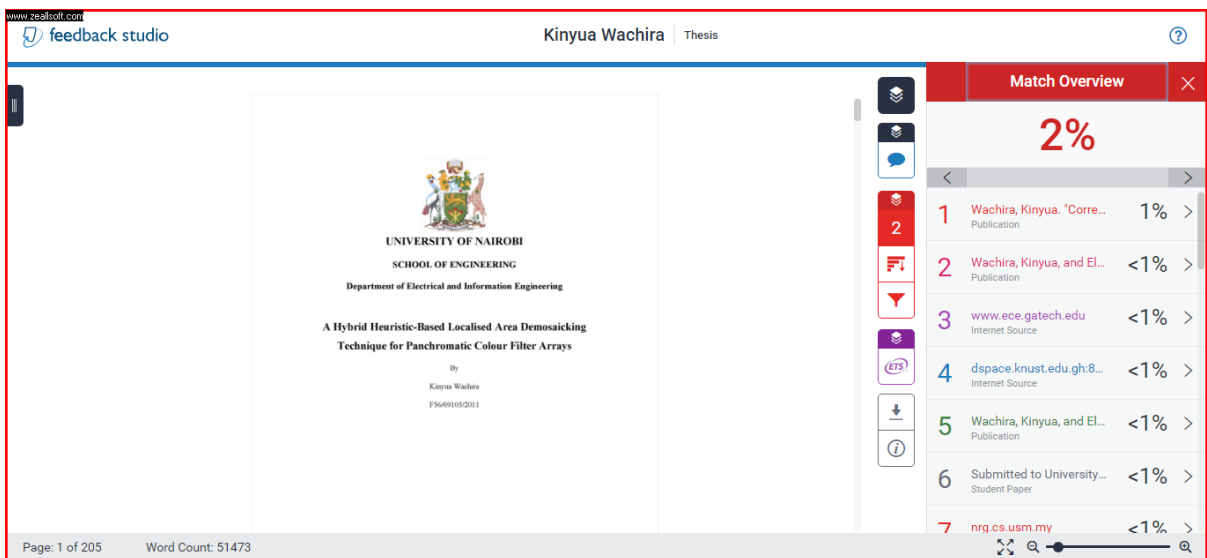 www.zeallsoft.com
feedback studio
Kinyua Wachira
Thesis
?
UNIVERSITY OF NAIROBI
SCHOOL OF ENGINEERING
Department of Electrical and Information Engineering
A Hybrid Heuristic-Based Localised Area Demosaicking
Technique for Panchromatic Colour Filter Arrays
By
Kinyua Wachira
F56/69105/2011
2
ETS
i
Match Overview
2%
1 Wachira, Kinyua. "Corre... 1%
Publication
2 Wachira, Kinyua, and El... <1%
Publication
3 www.ece.gatech.edu <1%
Internet Source
4 dspace.knust.edu.gh:8... <1%
Internet Source
5 Wachira, Kinyua, and El... <1%
Publication
6 Submitted to University... <1%
Student Paper
7 nrg.cs.usm.my <1%
Page: 1 of 205 Word Count: 51473